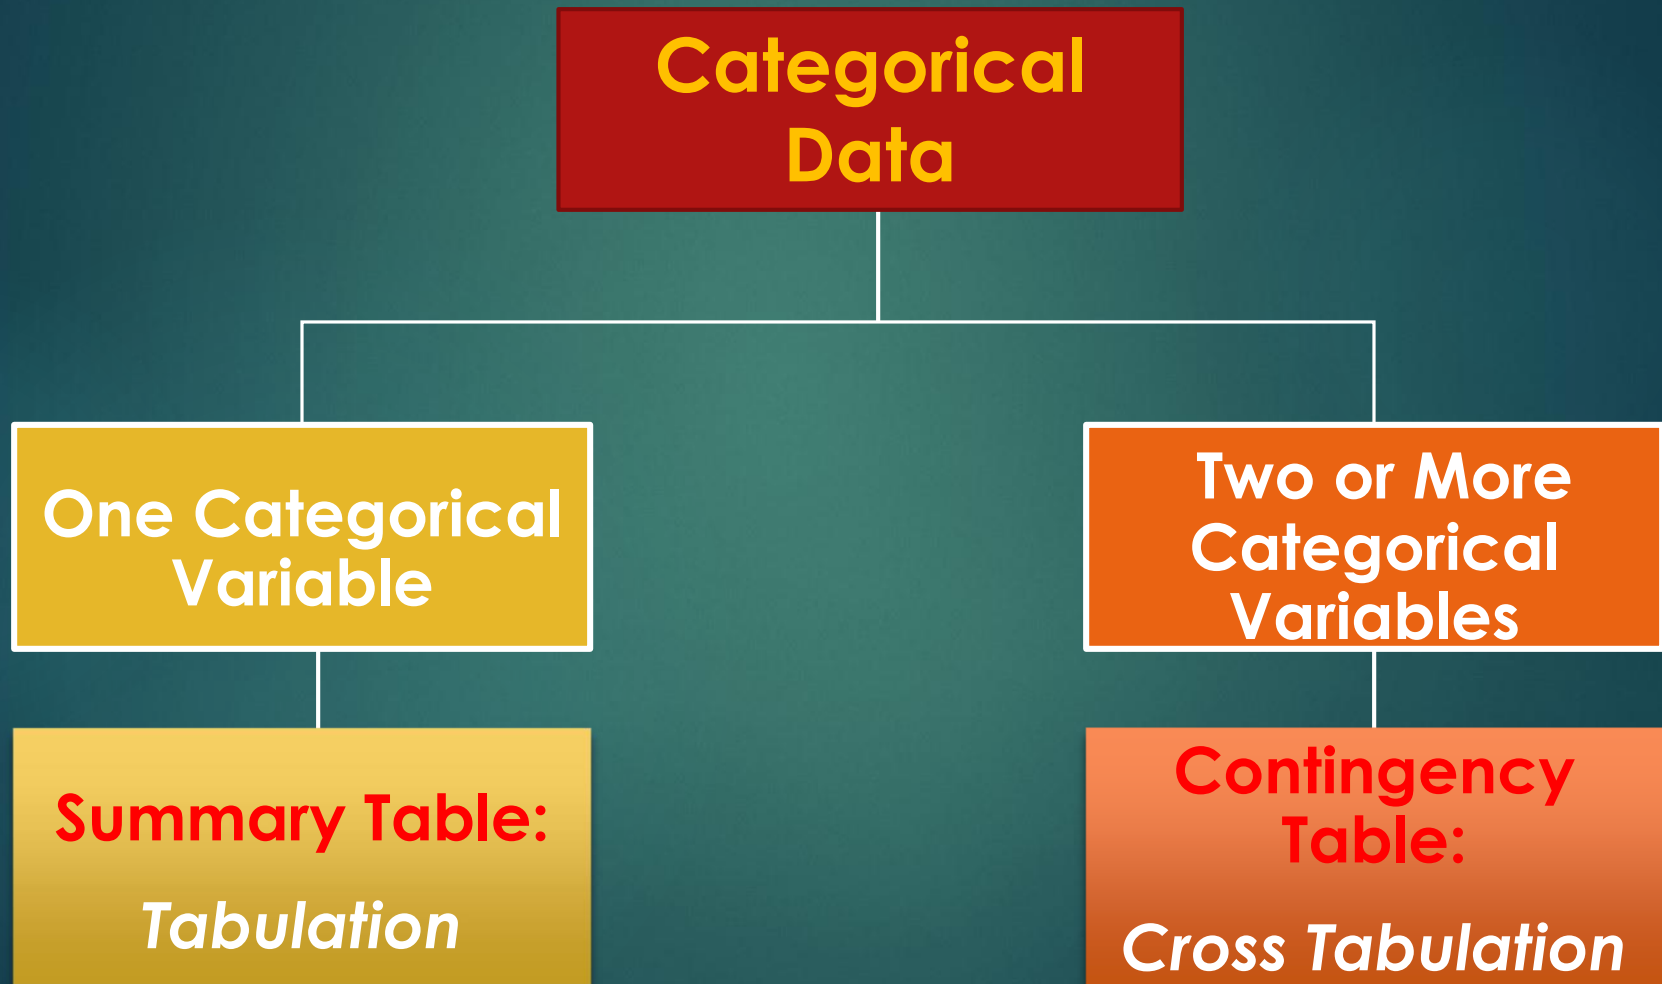 Categorical
Data
One Categorical
Variable
Two or More
Categorical
Variables
Summary Table:
Tabulation
Contingency
Table:
Cross Tabulation